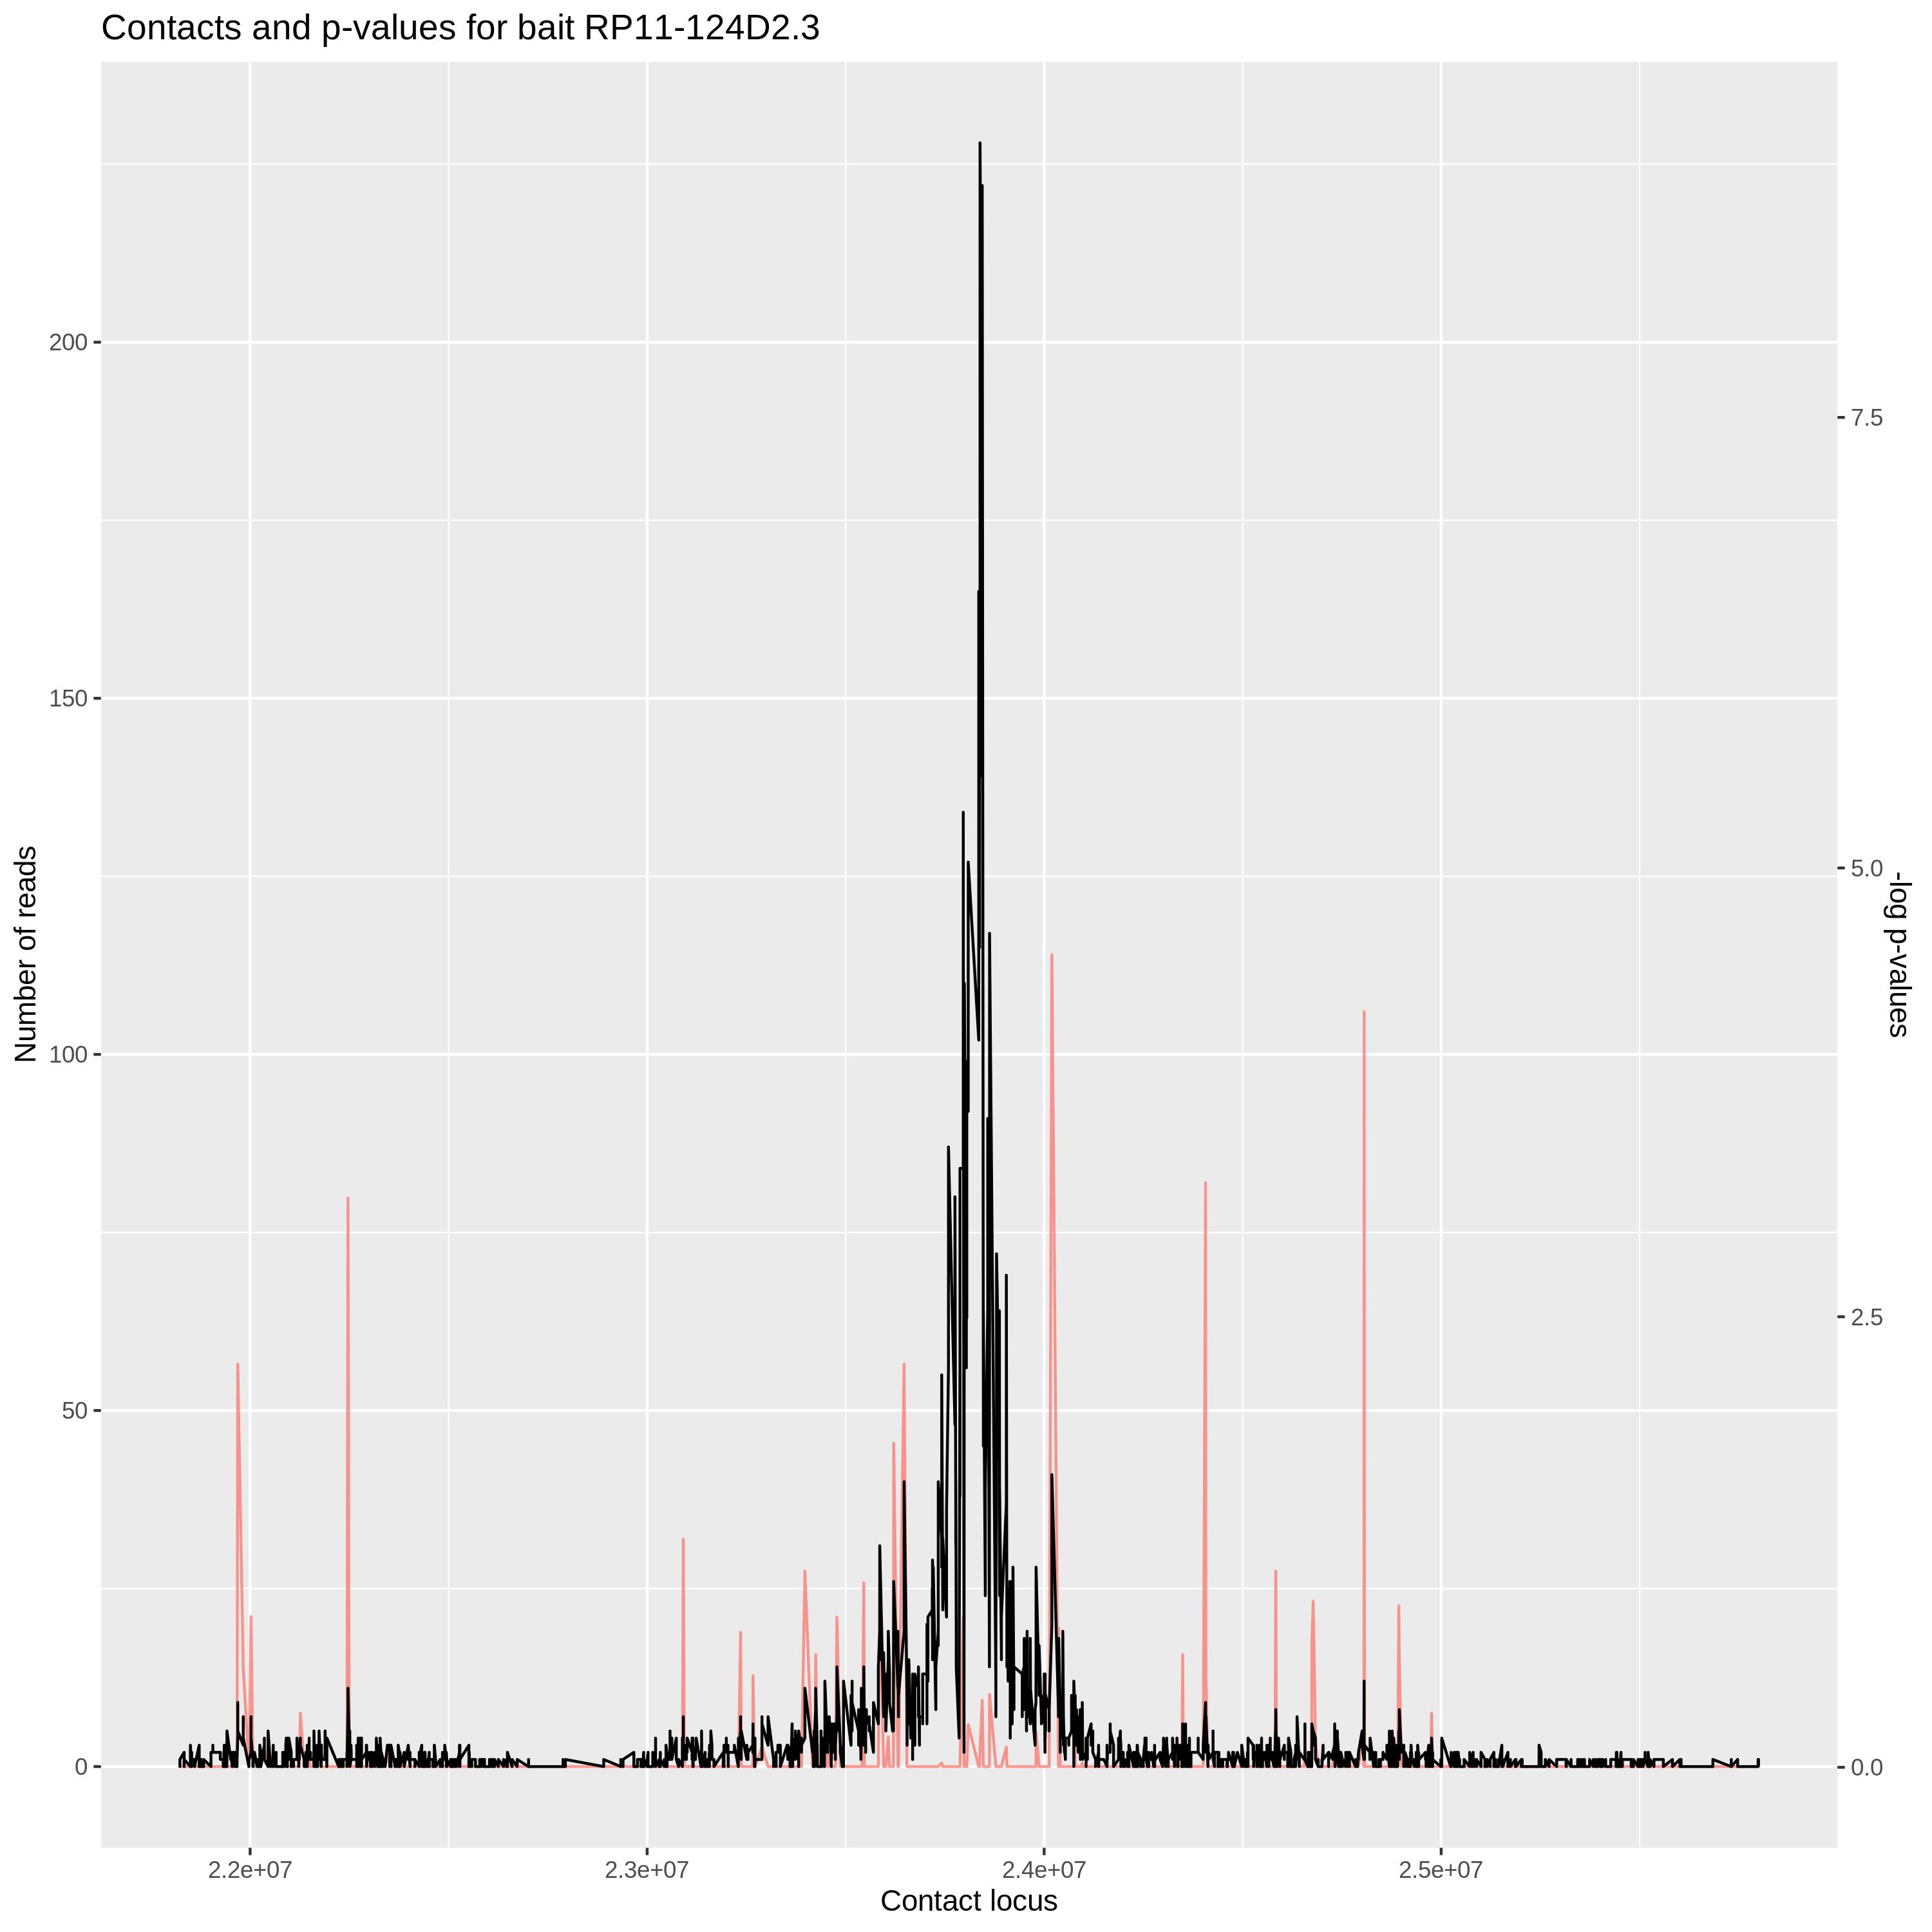 Contacts and p-values for bait RP11-124D2.3
200
150
100
50
0
Number of reads
7.5
5.0
2.5
0.0
-log p-values
2.2e+07
2.3e+07
2.4e+07
2.5e+07
Contact locus